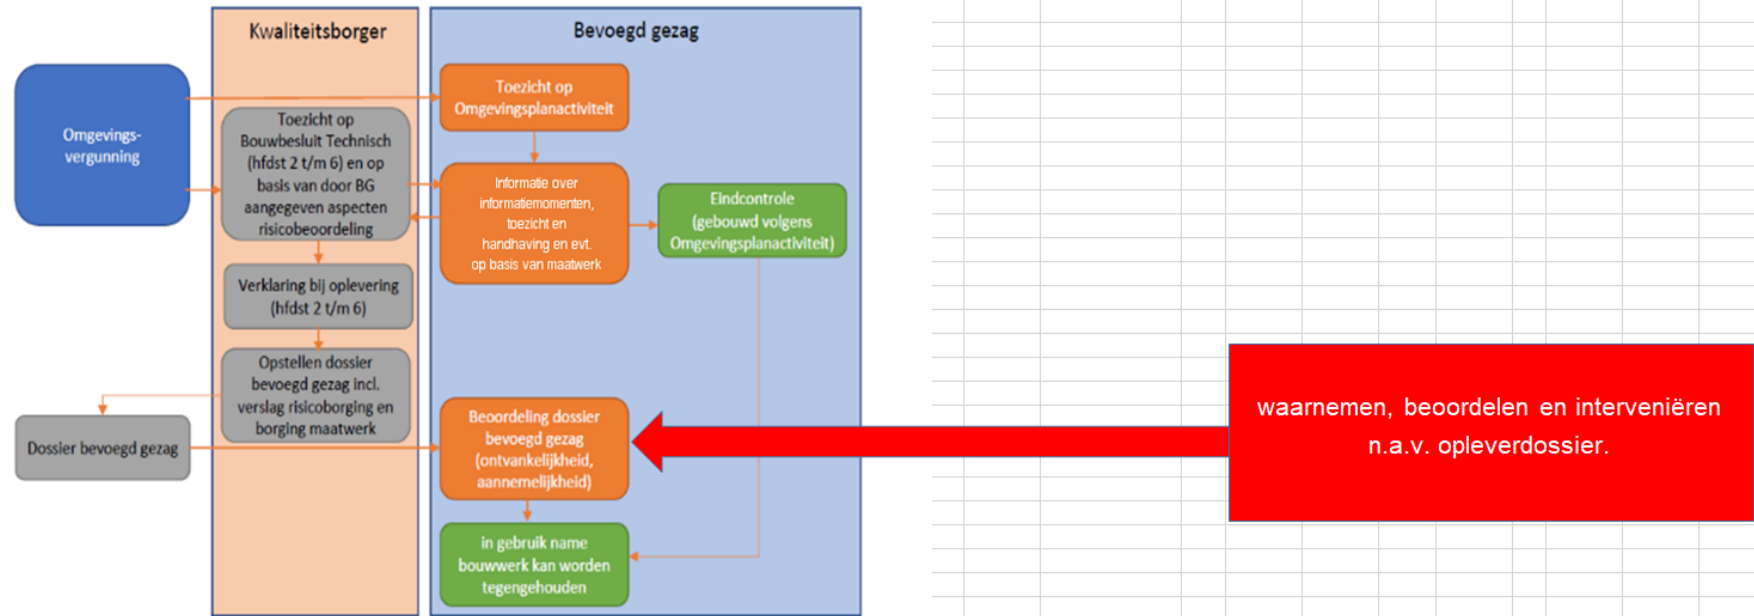 Kwaliteitsborger
Bevoegd gezag
Omgevings-
vergunning
Toezicht op
Bouwbesluit Technisch
(hfdst 2 t/m 6) en op
basis van door BG
aangegeven aspecten
risicobeoordeling
Verklaring bij oplevering
(hfdst 2 t/m 6)
Opstellen dossier
bevoegd gezag incl.
verslag risicoborging en
borging maatwerk
Dossier bevoegd gezag
Toezicht op
Omgevingsplanactiviteit
Informatie over
informatiemomenten,
toezicht en
handhaving en evt.
op basis van maatwerk
Eindcontrole
(gebouwd volgens
Omgevingsplanactiviteit)
Beoordeling dossier
bevoegd gezag
(ontvankelijkheid,
aannemelijkheid)
in gebruik name
bouwwerk kan worden
tegengehouden
waarnemen, beoordelen en interveniëren
n.a.v. opleverdossier.